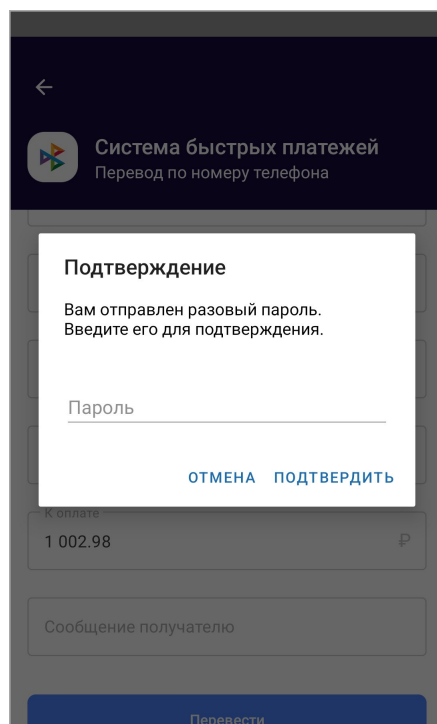 Система быстрых платежей
Перевод по номеру телефона
Подтверждение
Вам отправлен разовый пароль.
Введите его для подтверждения.
Пароль
ОТМЕНА ПОДТВЕРДИТЬ
К оплате
1 002.98 ₽
Сообщение получателю
Перевести